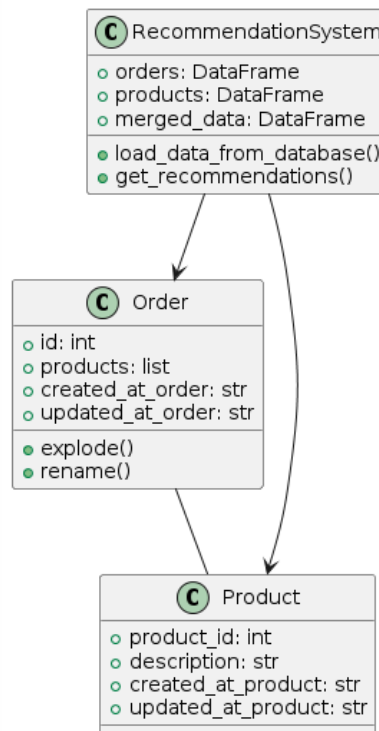 C RecommendationSystem
orders: DataFrame
products: DataFrame
merged_data: DataFrame
load_data_from_database()
get_recommendations()
C Order
id: int
products: list
created_at_order: str
updated_at_order: str
explode()
rename()
C Product
product_id: int
description: str
created_at_product: str
updated_at_product: str